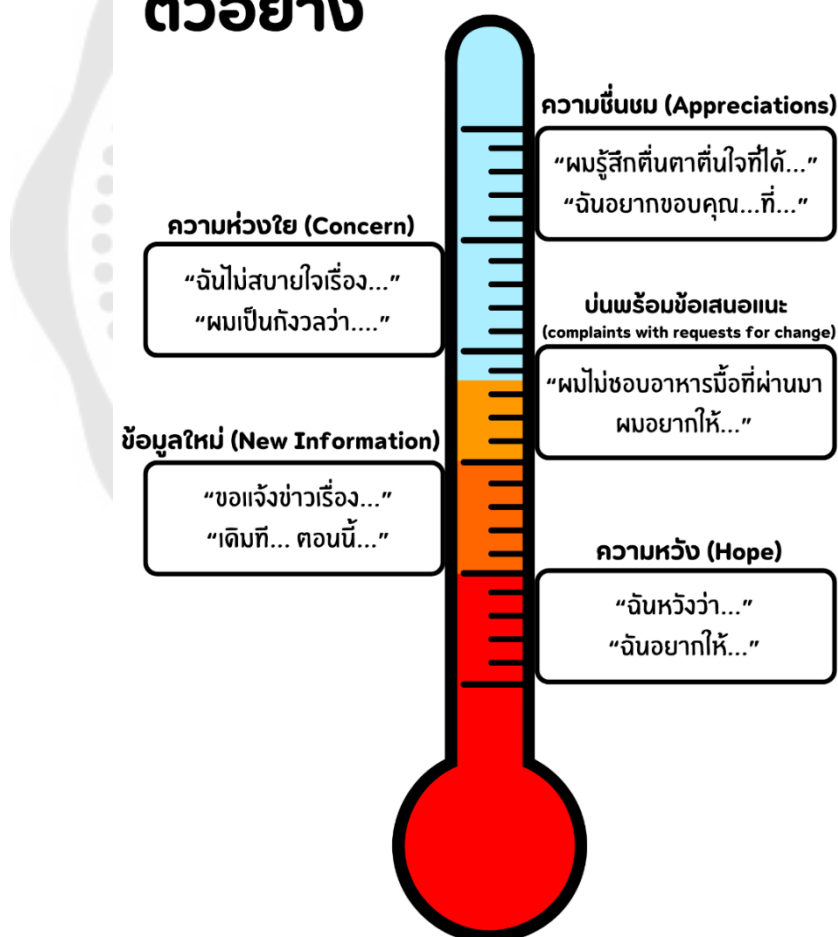 ตัวอย่าง
ความชื่นชม (Appreciations)
“ผมรู้สึกตื่นตาตื่นใจที่ได้...”
“ฉันอยากขอบคุณ...ที่...”
ความห่วงใย (Concern)
“ฉันไม่สบายใจเรื่อง...”
“ผมเป็นกังวลว่า....”
บ่นพร้อมข้อเสนอแนะ
(complaints with requests for change)
“ผมไม่ชอบอาหารมื้อที่ผ่านมา
ผมอยากให้...”
ข้อมูลใหม่ (New Information)
“ขอแจ้งข่าวเรื่อง...”
“เดิมที... ตอนนี้...”
ความหวัง (Hope)
“ฉันหวังว่า...”
“ฉันอยากให้...”